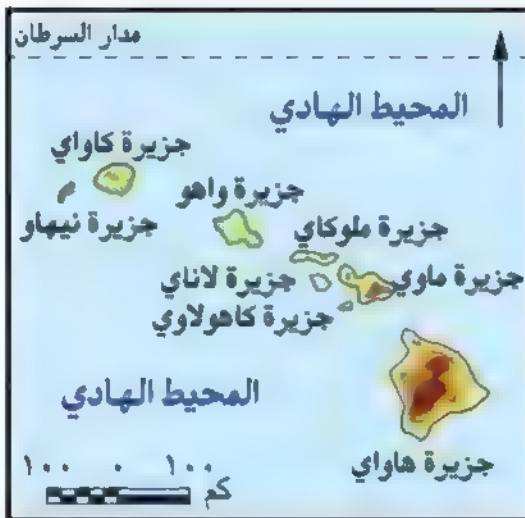 مدار السرطان
المحيط الهادي
جزيرة كاواي
جزيرة واهو
جزيرة نيهاو
جزيرة ملوكاي
جزيرة لاناي
جزيرة ماوي
جزيرة كاهولاوي
المحيط الهادي
جزيرة هاواي
١٠٠ ٠ ١٠٠
كم